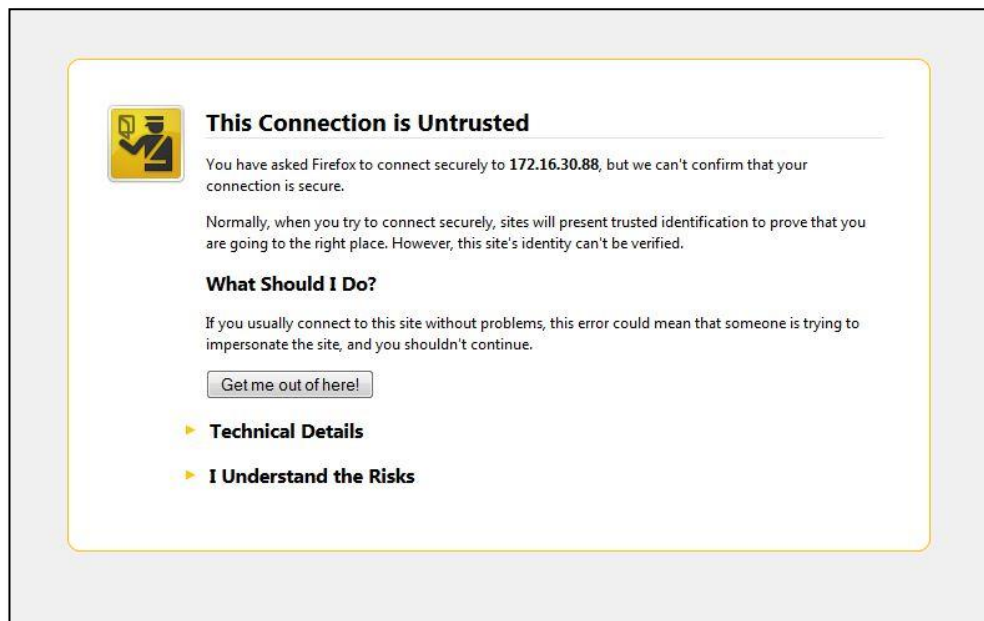 This Connection is Untrusted
You have asked Firefox to connect securely to 172.16.30.88, but we can't confirm that your
connection is secure.
Normally, when you try to connect securely, sites will present trusted identification to prove that you
are going to the right place. However, this site's identity can't be verified.
What Should I Do?
If you usually connect to this site without problems, this error could mean that someone is trying to
impersonate the site, and you shouldn't continue.
Get me out of here!
Technical Details
I Understand the Risks